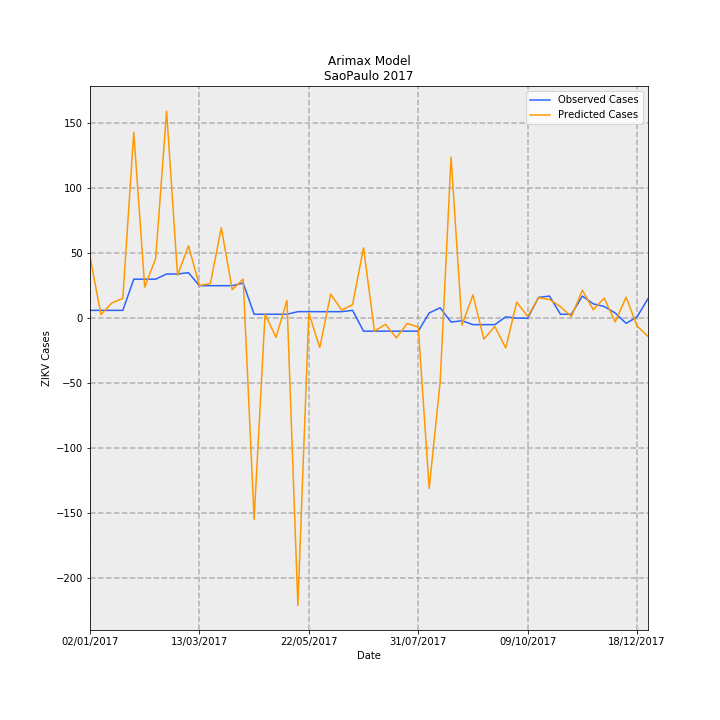 Arimax Model
SaoPaulo 2017
Observed Cases
Predicted Cases
150
100
50
0
−50
−100
−150
−200
ZIKV Cases
02/01/2017 13/03/2017 22/05/2017 31/07/2017 09/10/2017 18/12/2017
Date